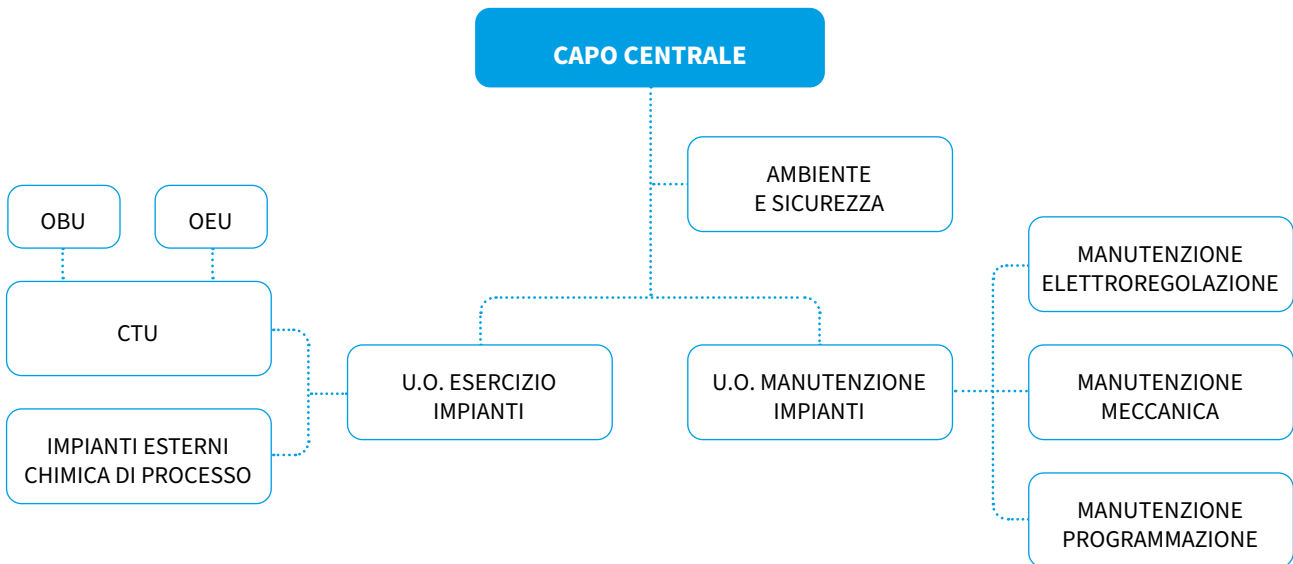 CAPO CENTRALE
AMBIENTE
E SICUREZZA
OBU
OEU
CTU
IMPIANTI ESTERNI
CHIMICA DI PROCESSO
U.O. ESERCIZIO
IMPIANTI
U.O. MANUTENZIONE
IMPIANTI
MANUTENZIONE
ELETTROREGOLAZIONE
MANUTENZIONE
MECCANICA
MANUTENZIONE
PROGRAMMAZIONE